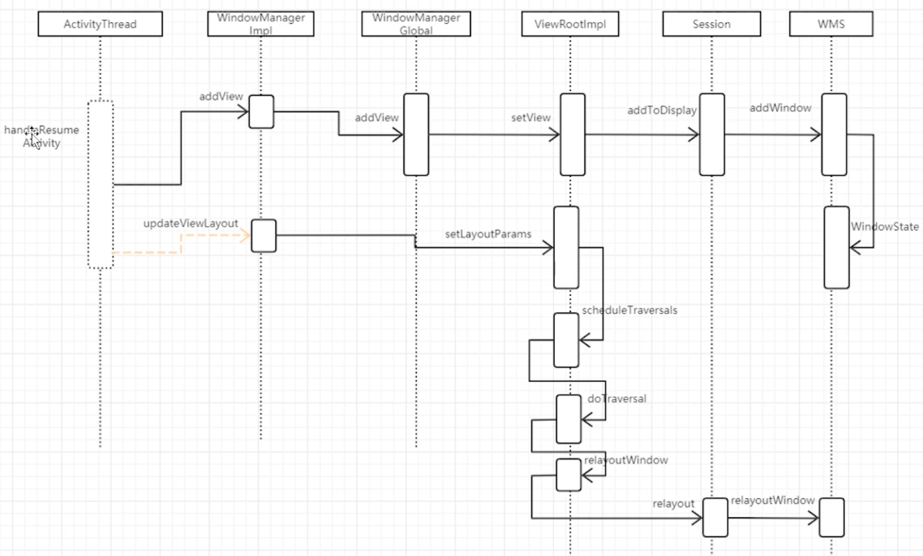 ActivityThread
WindowManager
Impl
WindowManager
Global
ViewRootImpl
Session
WMS
addView
addView
setView
addToDisplay
addWindow
handleResume
Activity
updateViewLayout
setLayoutParams
WindowState
scheduleTraversals
doTraversal
relayoutWindow
relayout
relayoutWindow